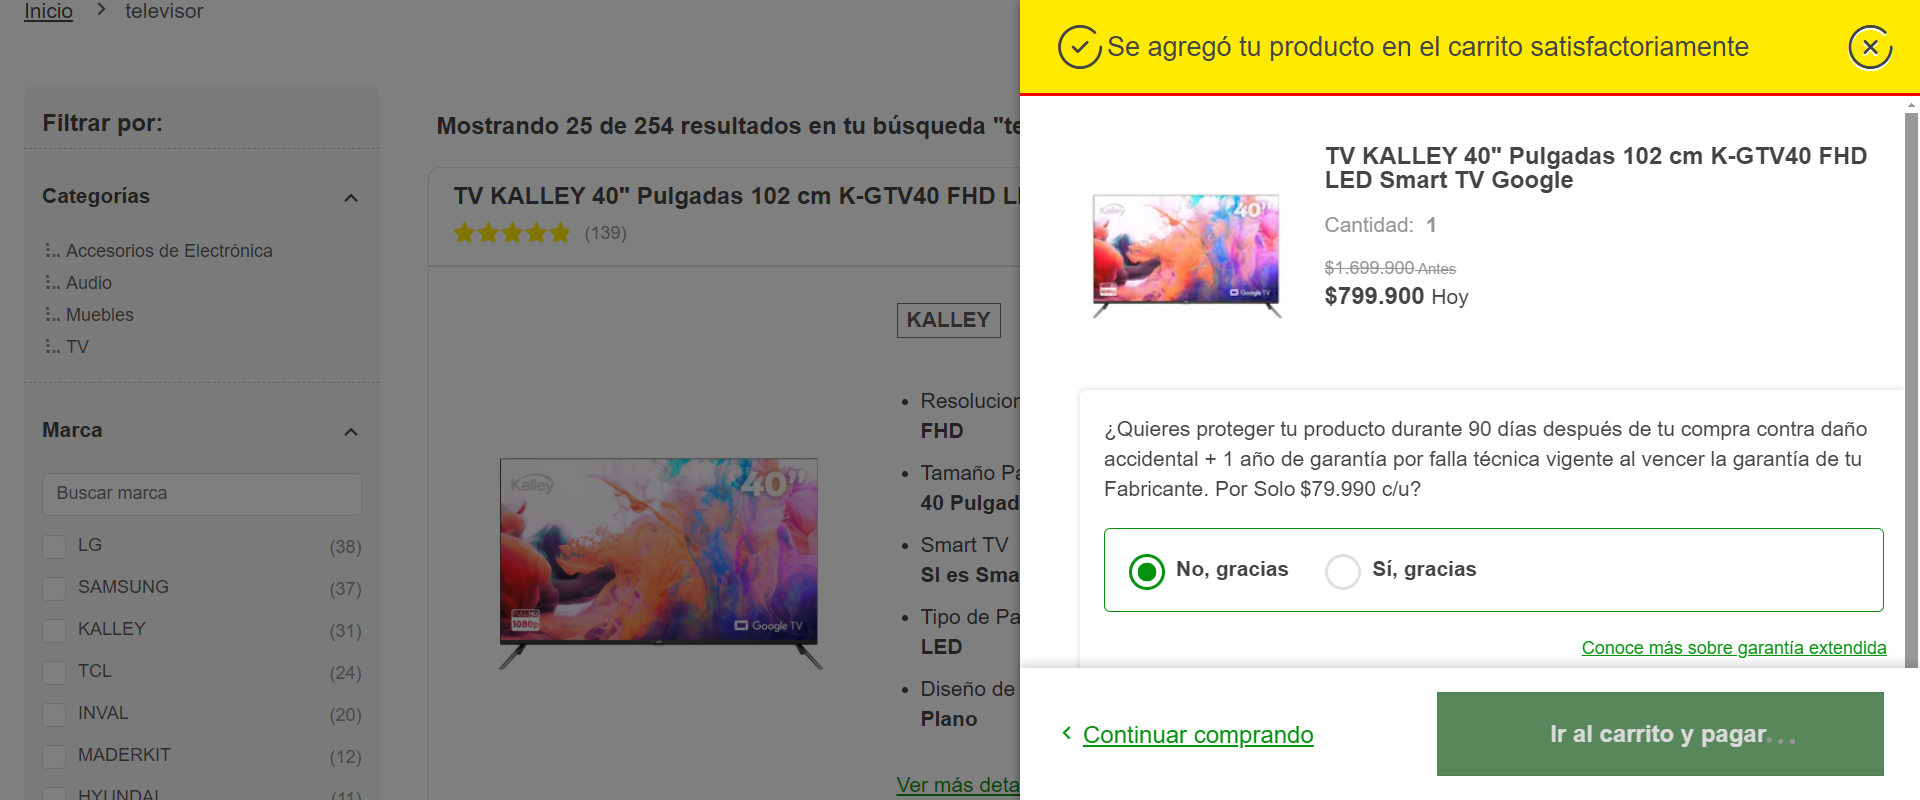 Inicio > televisor
Se agregó tu producto en el carrito satisfactoriamente
Filtrar por:
Categorías
Accesorios de Electrónica
Audio
Muebles
TV
Marca
Buscar marca
LG (38)
SAMSUNG (37)
KALLEY (31)
TCL (24)
INVAL (20)
MADERKIT (12)
HYUNDAI (11)
Mostrando 25 de 254 resultados en tu búsqueda "te
TV KALLEY 40" Pulgadas 102 cm K-GTV40 FHD L
(139)
KALLEY
Kalley
40”
FULL HD
1080p
Google TV
Resolucion
FHD
Tamaño Pa
40 Pulgad
Smart TV
SI es Sma
Tipo de Pa
LED
Diseño de
Plano
Ver más deta
TV KALLEY 40" Pulgadas 102 cm K-GTV40 FHD
LED Smart TV Google
Kalley
40”
1080p
Google TV
Cantidad: 1
$1.699.900 Antes
$799.900 Hoy
¿Quieres proteger tu producto durante 90 días después de tu compra contra daño
accidental + 1 año de garantía por falla técnica vigente al vencer la garantía de tu
Fabricante. Por Solo $79.990 c/u?
No, gracias
Sí, gracias
Conoce más sobre garantía extendida
Continuar comprando
Ir al carrito y pagar...